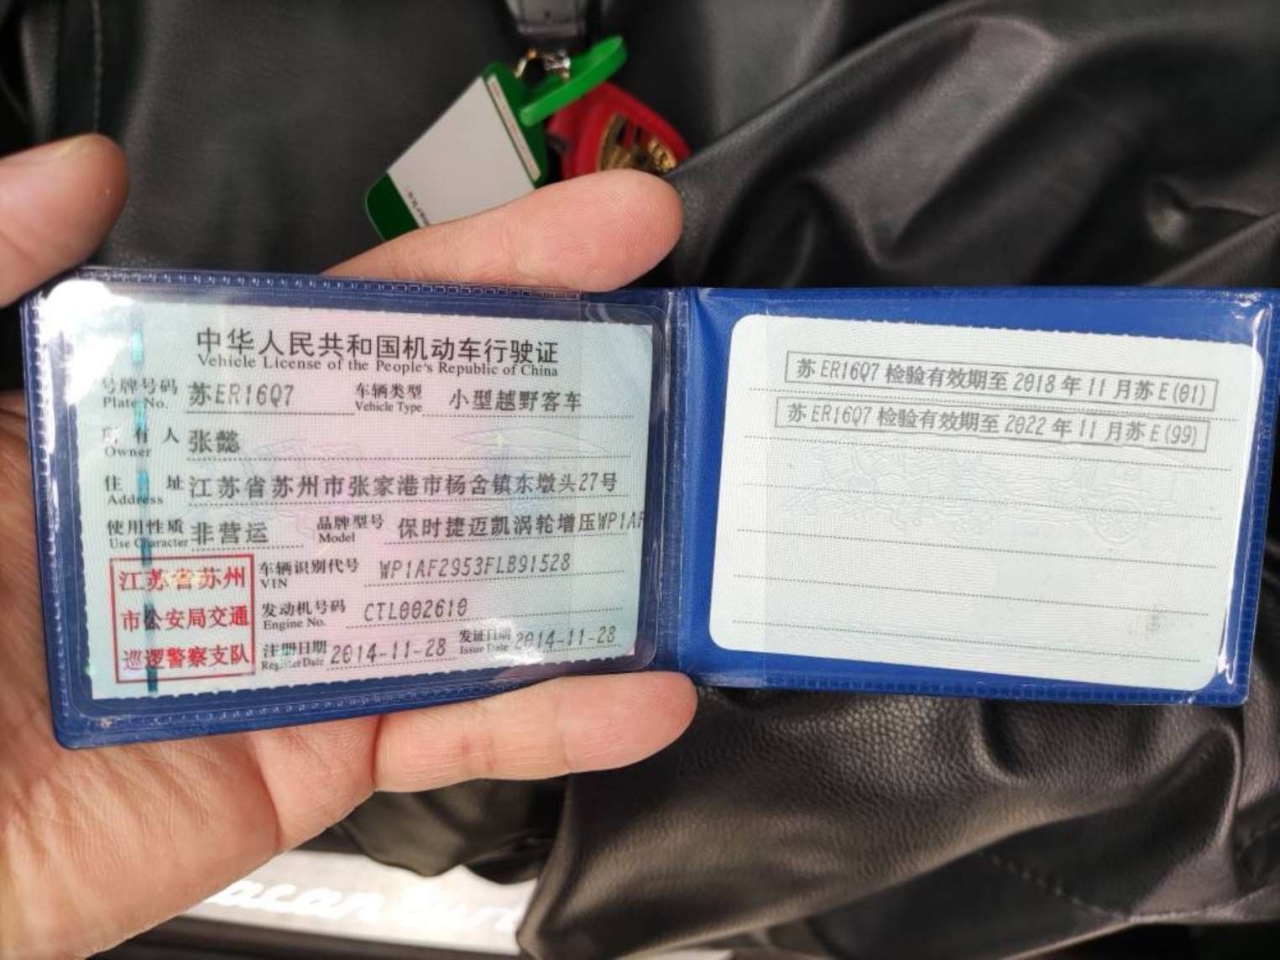 中华人民共和国机动车行驶证
Vehicle License of the People's Republic of China
号牌号码 苏ER16Q7 车辆类型 小型越野客车
Plate No. Vehicle Type
所有人 张懿
Owner
住址 江苏省苏州市张家港市杨舍镇东墩头27号
Address
使用性质 非营运 品牌型号 保时捷迈凯涡轮增压WP1AF
Use Character Model
江苏省苏州
市公安局交通
巡逻警察支队
车辆识别代号 WP1AF2953FLB91528
VIN
发动机号码 CTL002610
Engine No.
注册日期 2014-11-28 发证日期 2014-11-28
Register Date Issue Date
苏ER16Q7 检验有效期至 2018 年 11 月苏E(01)
苏ER16Q7 检验有效期至 2022 年 11 月苏E(99)
acan